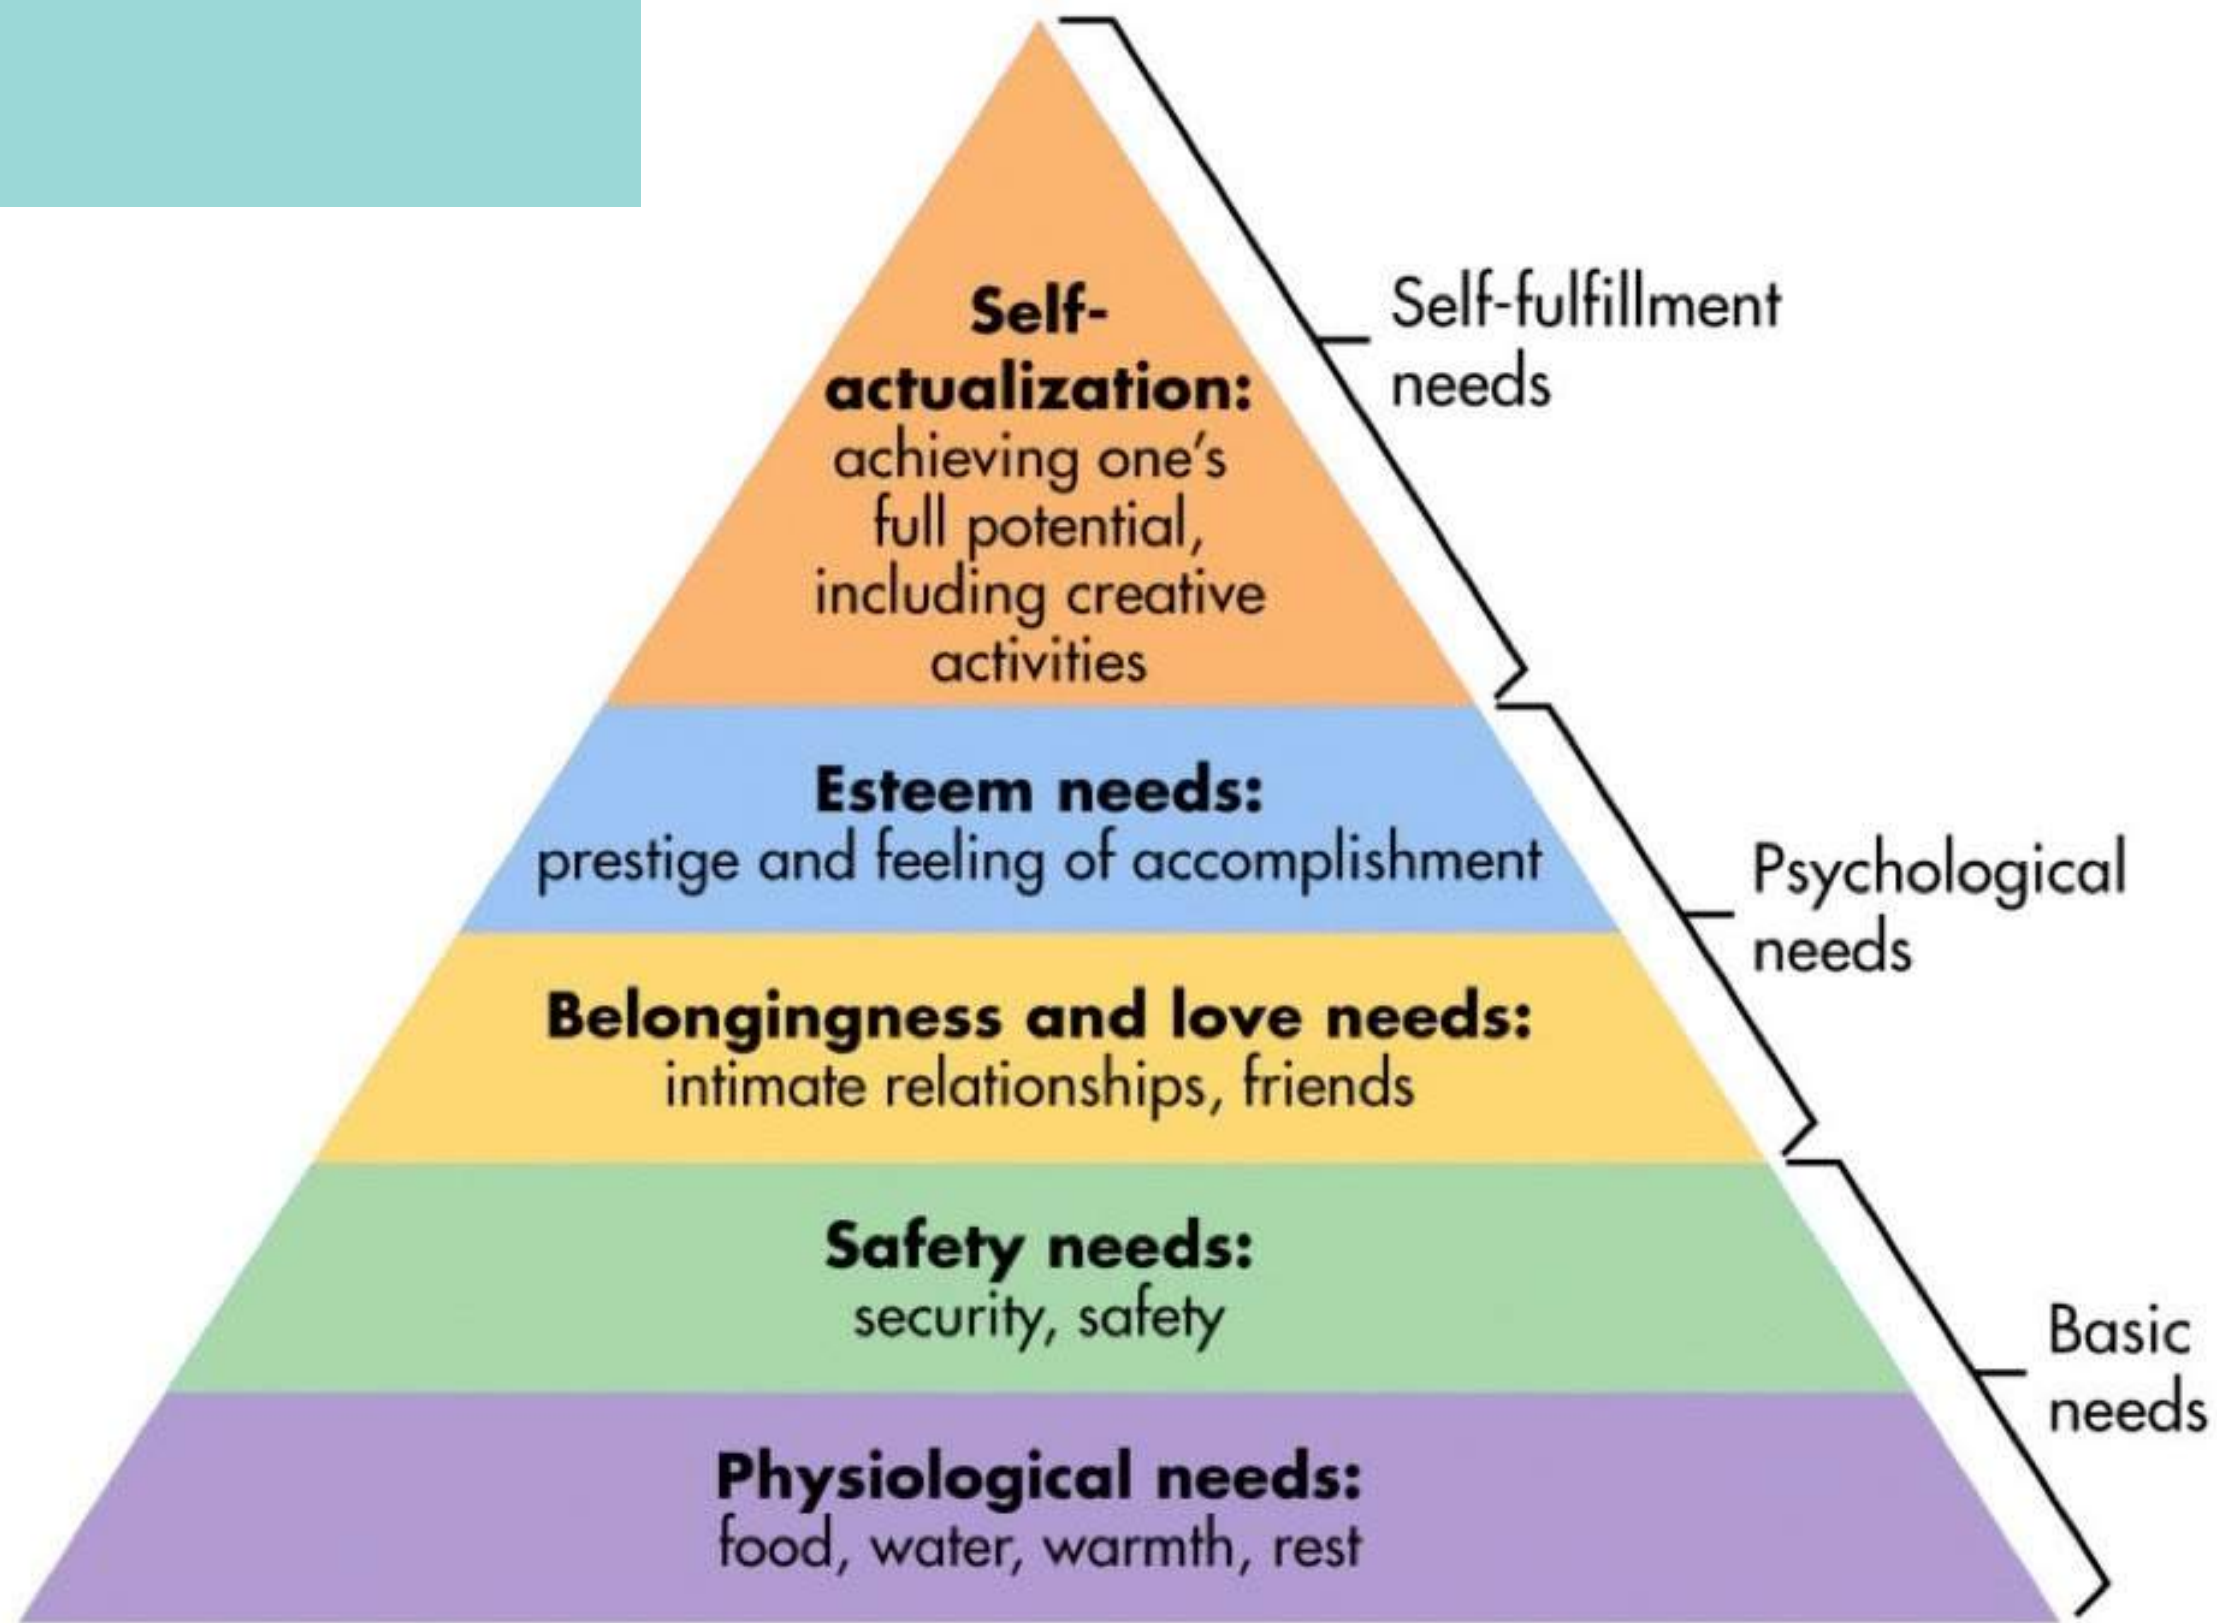 Self-
actualization:
achieving one's
full potential,
including creative
activities
Self-fulfillment
needs
Esteem needs:
prestige and feeling of accomplishment
Psychological
needs
Belongingness and love needs:
intimate relationships, friends
Safety needs:
security, safety
Basic
needs
Physiological needs:
food, water, warmth, rest